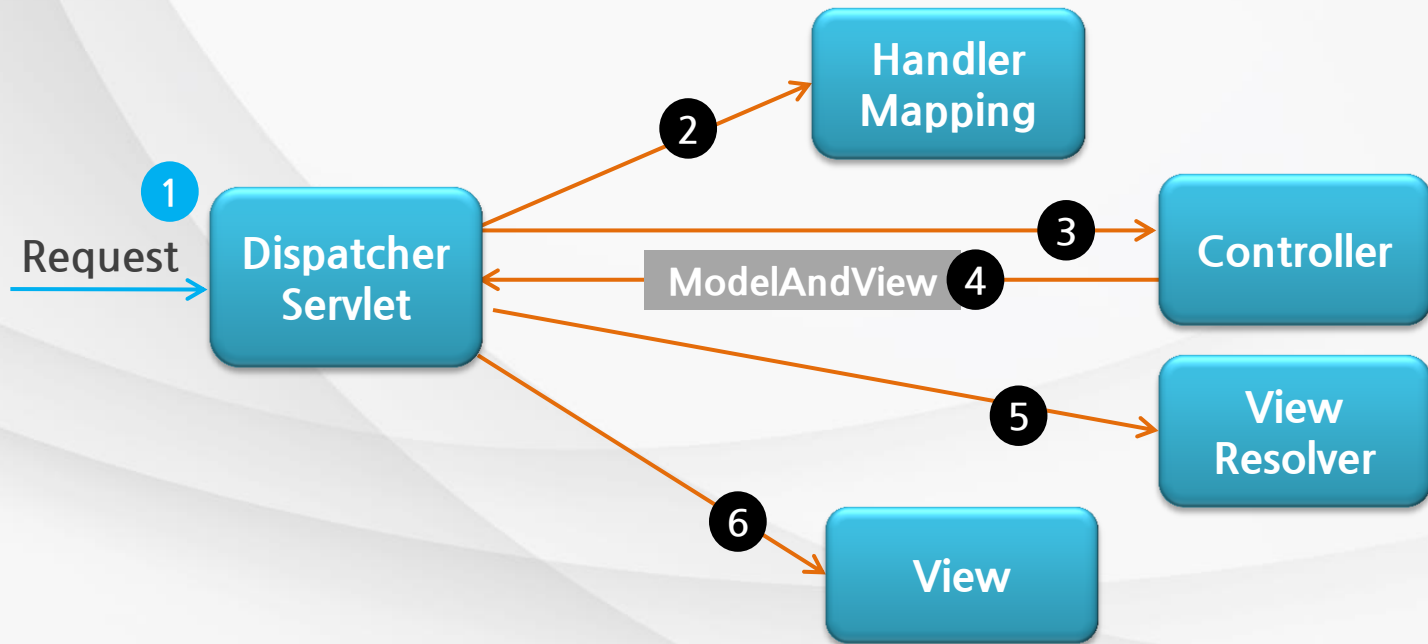 Handler
Mapping
2
1
Request
Dispatcher
Servlet
3
Controller
ModelAndView
4
5
View
Resolver
6
View